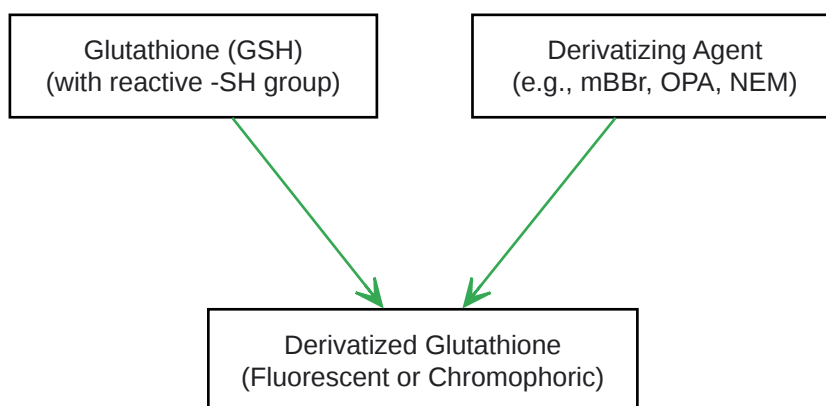 Glutathione (GSH)
(with reactive -SH group)
Derivatizing Agent
(e.g., mBBr, OPA, NEM)
Derivatized Glutathione
(Fluorescent or Chromophoric)